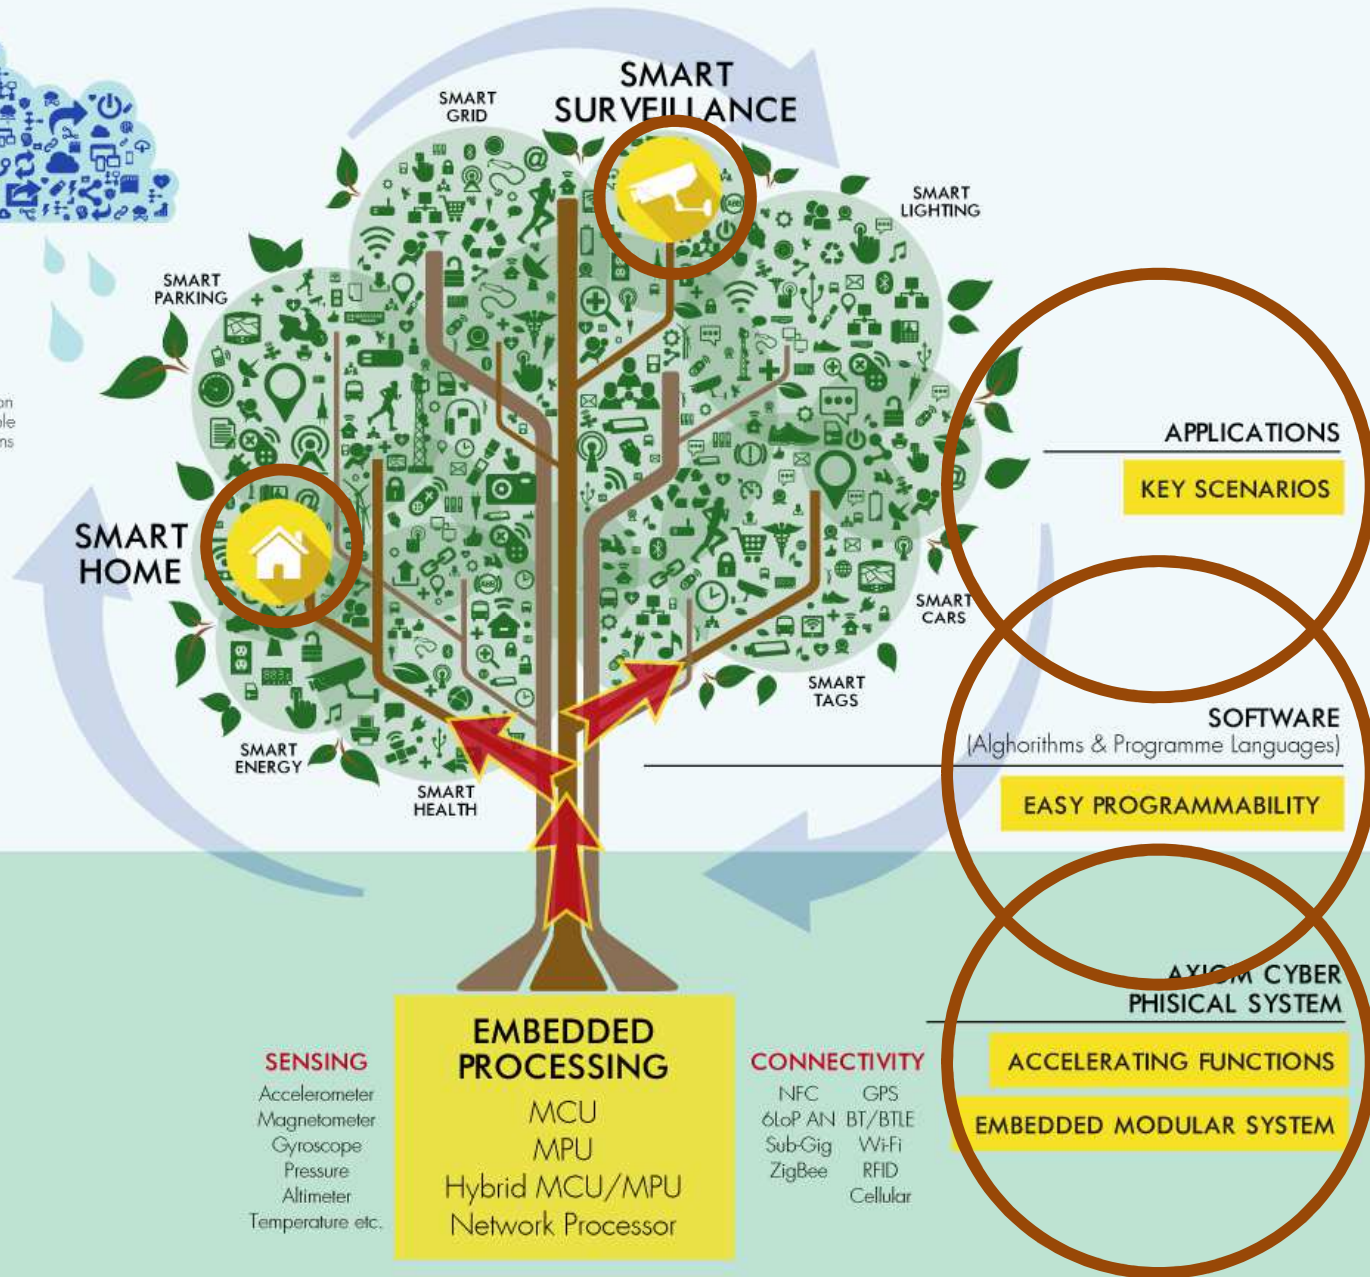 SMART
GRID
SMART
SURVEILLANCE
SMART
LIGHTING
SMART
PARKING
on
ns
APPLICATIONS
KEY SCENARIOS
SMART
HOME
SMART
CARS
SMART
TAGS
SMART
ENERGY
SMART
HEALTH
SOFTWARE
(Alghorithms & Programme Languages)
EASY PROGRAMMABILITY
AXIOM CYBER
PHISICAL SYSTEM
ACCELERATING FUNCTIONS
EMBEDDED MODULAR SYSTEM
SENSING
Accelerometer
Magnetometer
Gyroscope
Pressure
Altimeter
Temperature etc.
EMBEDDED
PROCESSING
MCU
MPU
Hybrid MCU/MPU
Network Processor
CONNECTIVITY
NFC GPS
6LoP AN BT/BTLE
Sub-Gig Wi-Fi
ZigBee RFID
Cellular